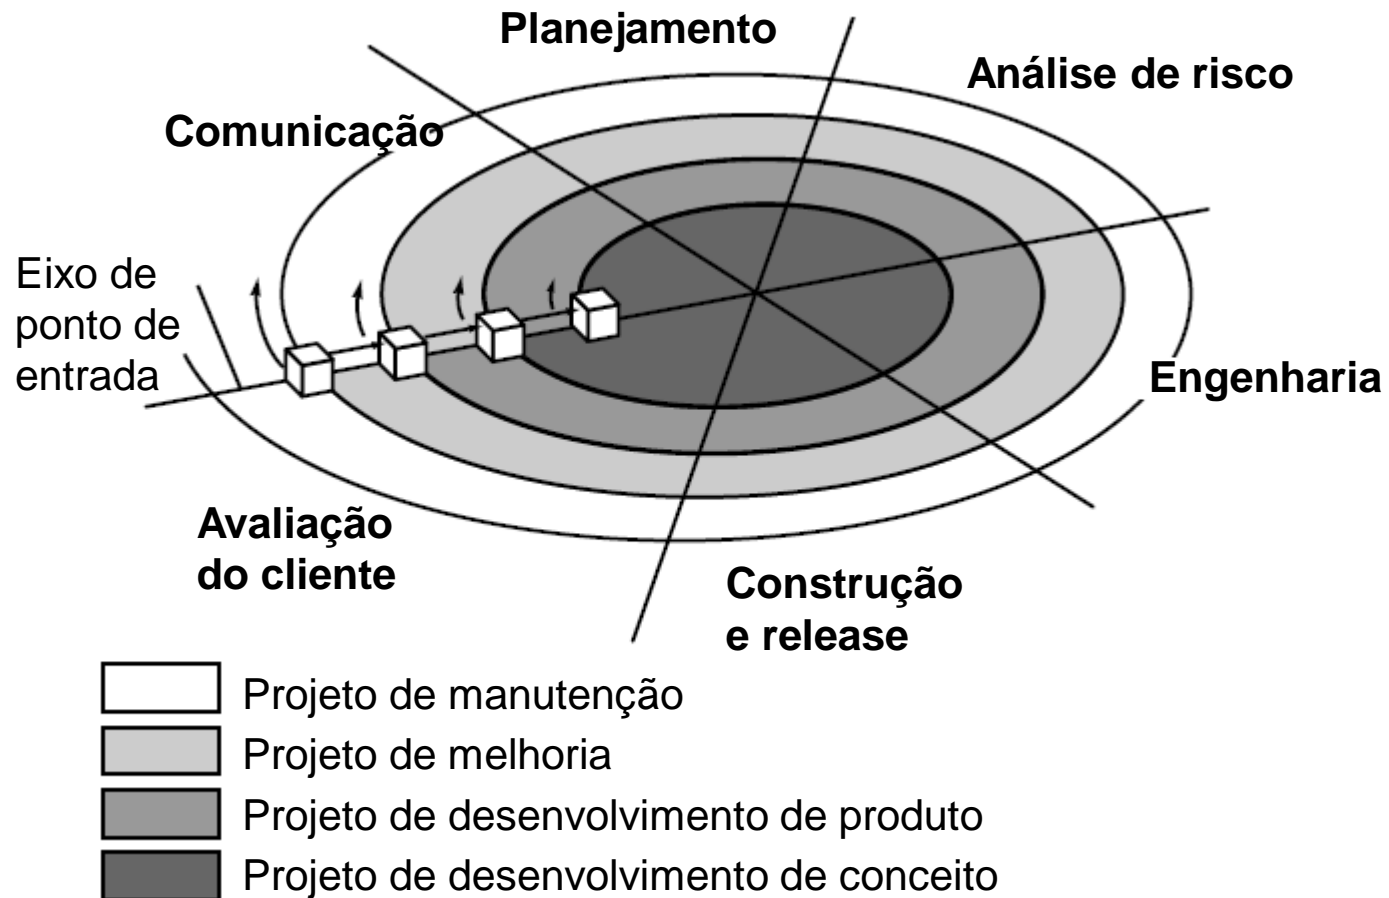 Planejamento
Análise de risco
Comunicação
Eixo de
ponto de
entrada
Engenharia
Avaliação
do cliente
Construção
e release
Projeto de manutenção
Projeto de melhoria
Projeto de desenvolvimento de produto
Projeto de desenvolvimento de conceito